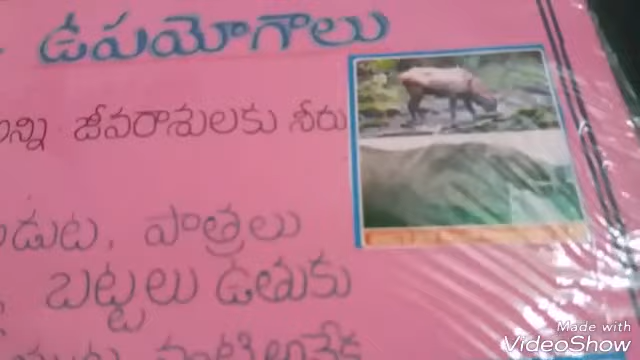 ఉపయోగాలు
అన్ని జీవరాశులకు నీరు
పాత్రలు
బట్టలు ఉతుకు
Made with
VideoShow